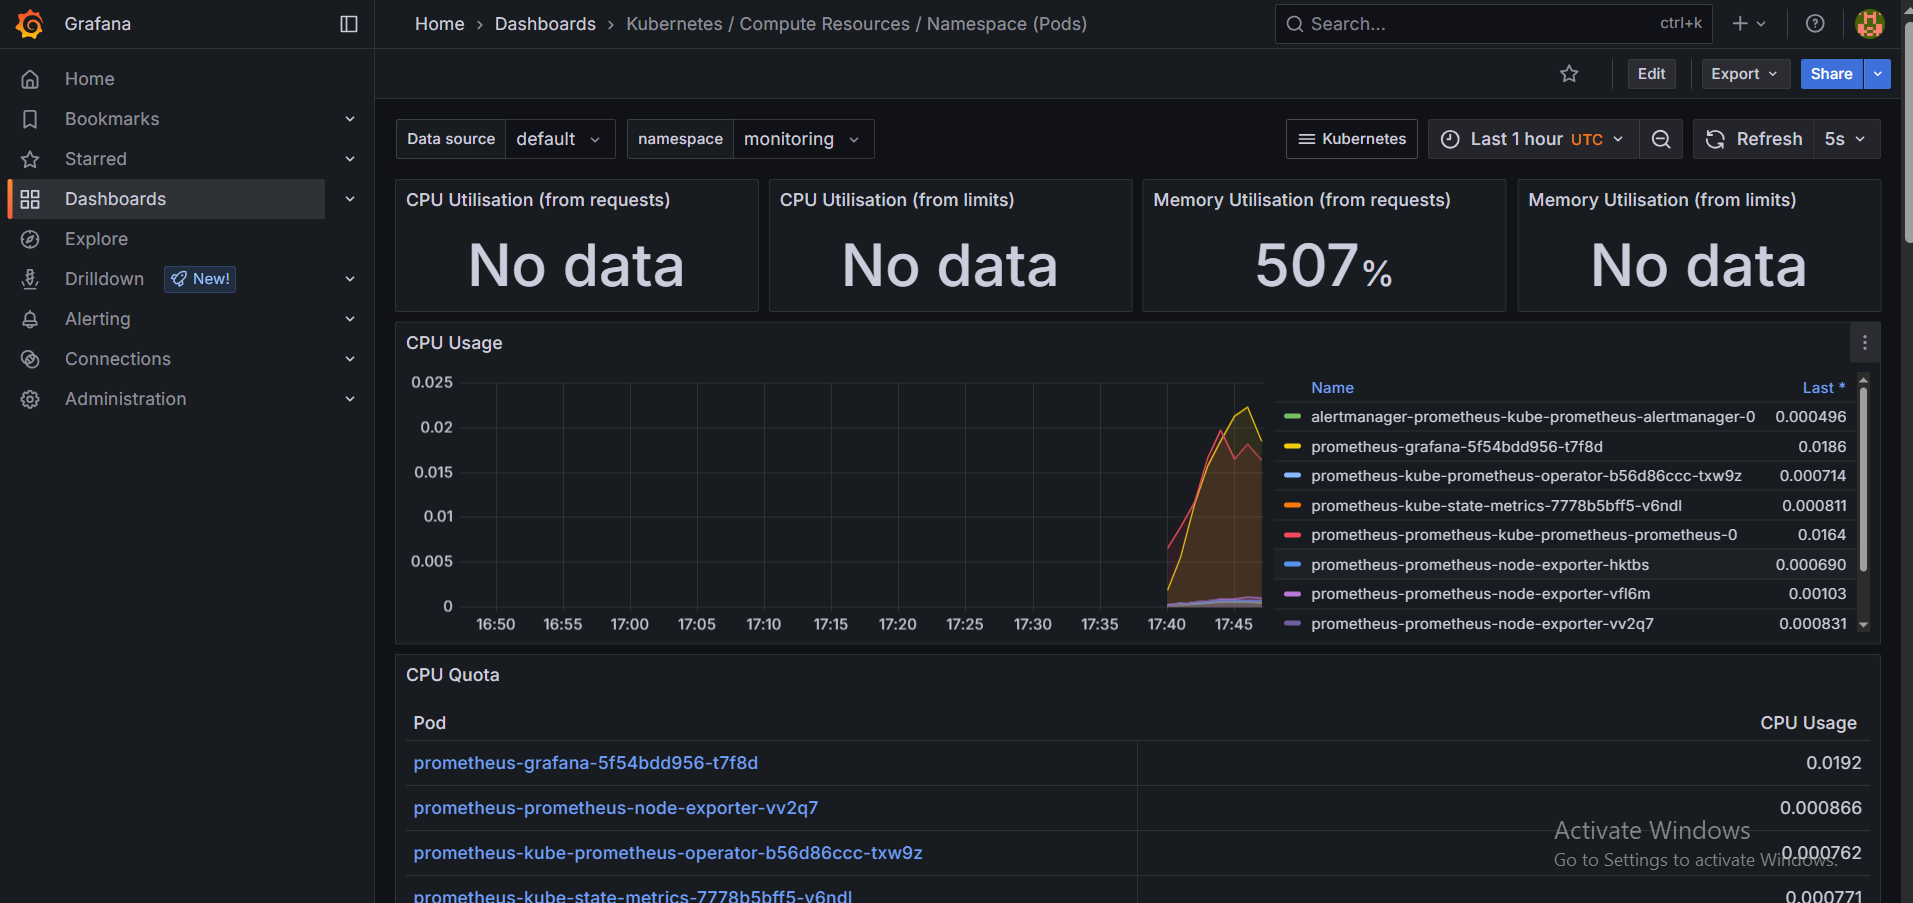 Grafana
Home › Dashboards › Kubernetes / Compute Resources / Namespace (Pods)
Search...
ctrl+k
Home
Bookmarks
Starred
Dashboards
Explore
Drilldown New!
Alerting
Connections
Administration
Edit
Export
Share
Data source default
namespace monitoring
Kubernetes
Last 1 hour UTC
Refresh 5s
CPU Utilisation (from requests)
No data
CPU Utilisation (from limits)
No data
Memory Utilisation (from requests)
507%
Memory Utilisation (from limits)
No data
CPU Usage
0.025
0.02
0.015
0.01
0.005
0
16:50 16:55 17:00 17:05 17:10 17:15 17:20 17:25 17:30 17:35 17:40 17:45
Name Last *
alertmanager-prometheus-kube-prometheus-alertmanager-0 0.000496
prometheus-grafana-5f54bdd956-t7f8d 0.0186
prometheus-kube-prometheus-operator-b56d86ccc-txw9z 0.000714
prometheus-kube-state-metrics-7778b5bff5-v6ndl 0.000811
prometheus-prometheus-kube-prometheus-prometheus-0 0.0164
prometheus-prometheus-node-exporter-hktbs 0.000690
prometheus-prometheus-node-exporter-vfl6m 0.00103
prometheus-prometheus-node-exporter-vv2q7 0.000831
CPU Quota
Pod CPU Usage
prometheus-grafana-5f54bdd956-t7f8d 0.0192
prometheus-prometheus-node-exporter-vv2q7 0.000866
prometheus-kube-prometheus-operator-b56d86ccc-txw9z 0.000762
prometheus-kube-state-metrics-7778b5bff5-v6ndl 0.000771
Activate Windows
Go to Settings to activate Windows.